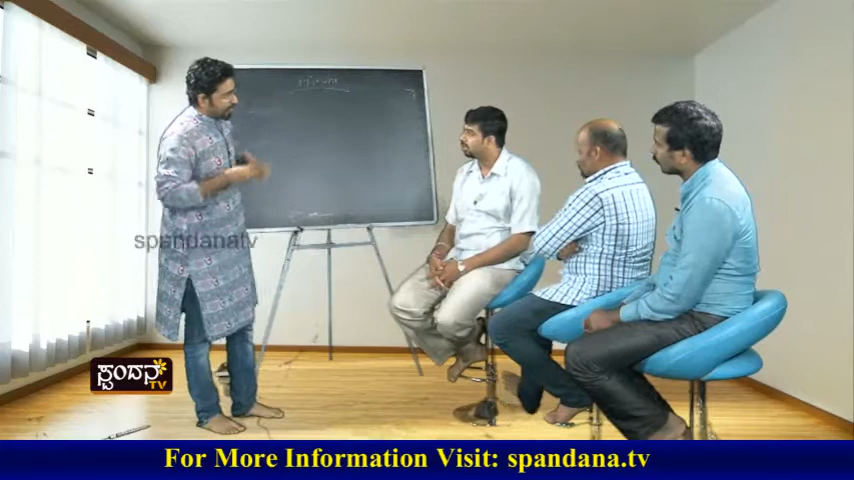 spandanatv
ಸ್ಪಂದನ
TV
For More Information Visit: spandana.tv